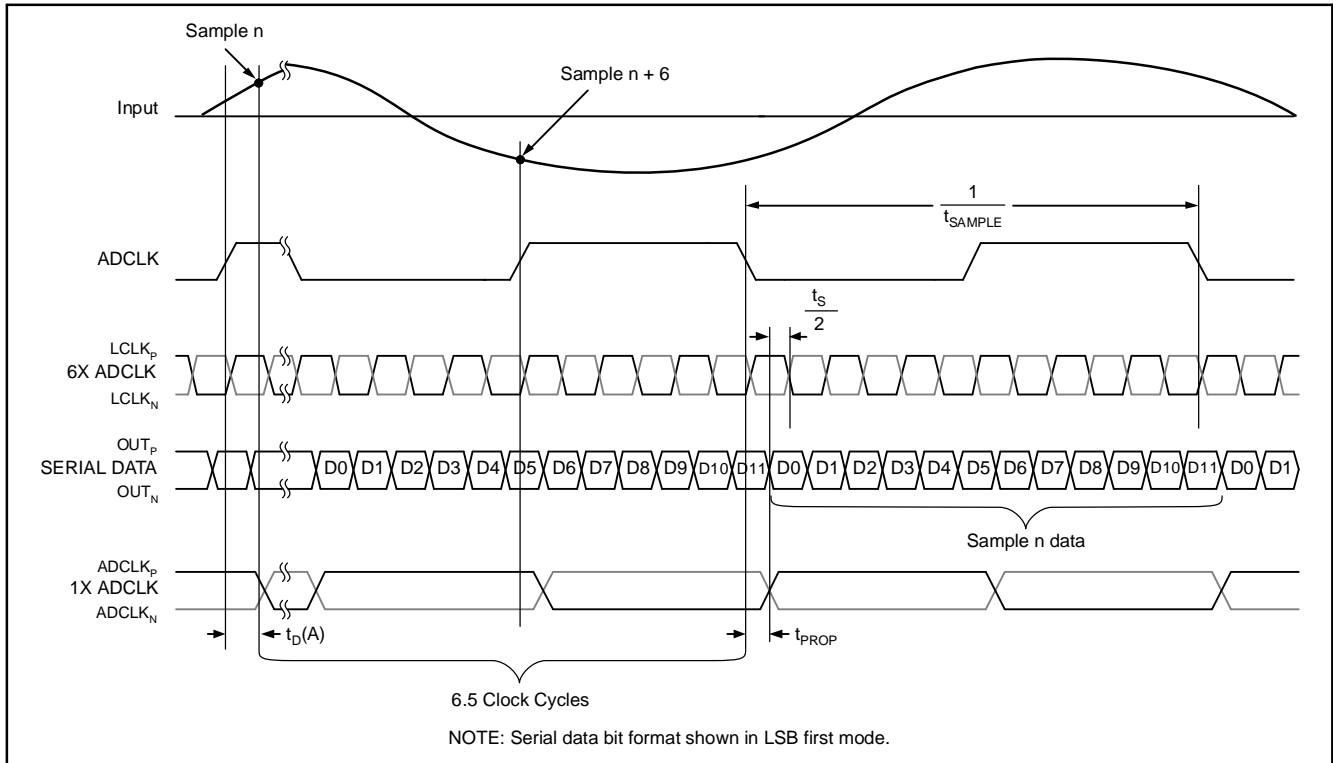 Sample n
Sample n + 6
Input
1
tSAMPLE
ADCLK
tS
2
LCLKP
6X ADCLK
LCLKN
OUTP
SERIAL DATA
OUTN
D0 D1 D2 D3 D4 D5 D6 D7 D8 D9 D10 D11 D0 D1 D2 D3 D4 D5 D6 D7 D8 D9 D10 D11 D0 D1
Sample n data
ADCLKP
1X ADCLK
ADCLKN
tD(A)
tPROP
6.5 Clock Cycles
NOTE: Serial data bit format shown in LSB first mode.